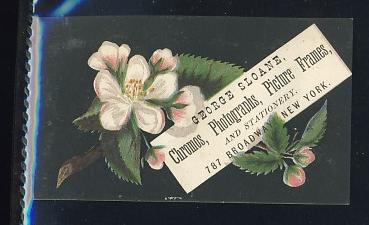 GEORGE SLOANE,
Chromos, Photographs, Picture Frames,
AND STATIONERY.
787 BROADWAY NEW YORK.